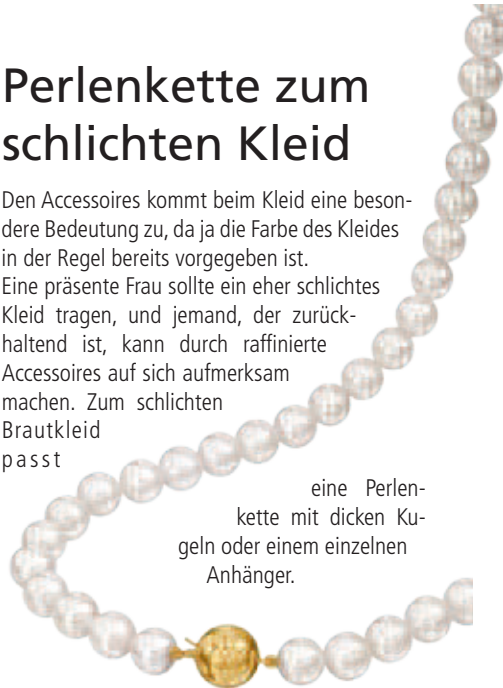 Perlenkette zum
schlichten Kleid
Den Accessoires kommt beim Kleid eine beson-
dere Bedeutung zu, da ja die Farbe des Kleides
in der Regel bereits vorgegeben ist.
Eine präsente Frau sollte ein eher schlichtes
Kleid tragen, und jemand, der zurück-
haltend ist, kann durch raffinierte
Accessoires auf sich aufmerksam
machen. Zum schlichten
Brautkleid
passt
eine Perlen-
kette mit dicken Ku-
geln oder einem einzelnen
Anhänger.